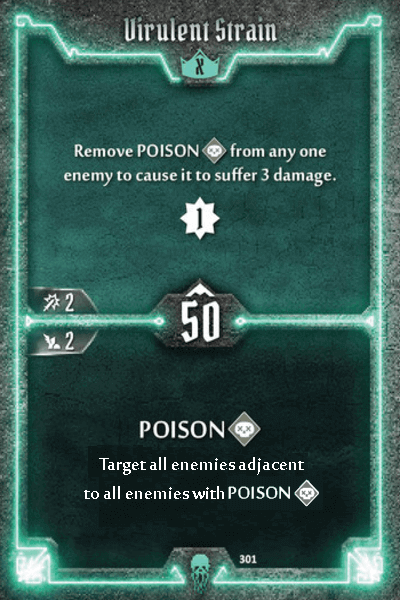 Virulent Strain
X
Remove POISON from any one
enemy to cause it to suffer 3 damage.
1
2
50
2
POISON
Target all enemies adjacent
to all enemies with POISON
301